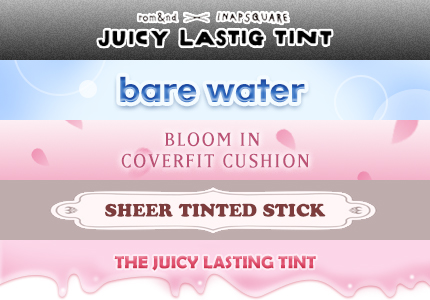 rom&nd INAPSQUARE
JUICY LASTIG TINT
bare water
BLOOM IN
COVERFIT CUSHION
SHEER TINTED STICK
THE JUICY LASTING TINT